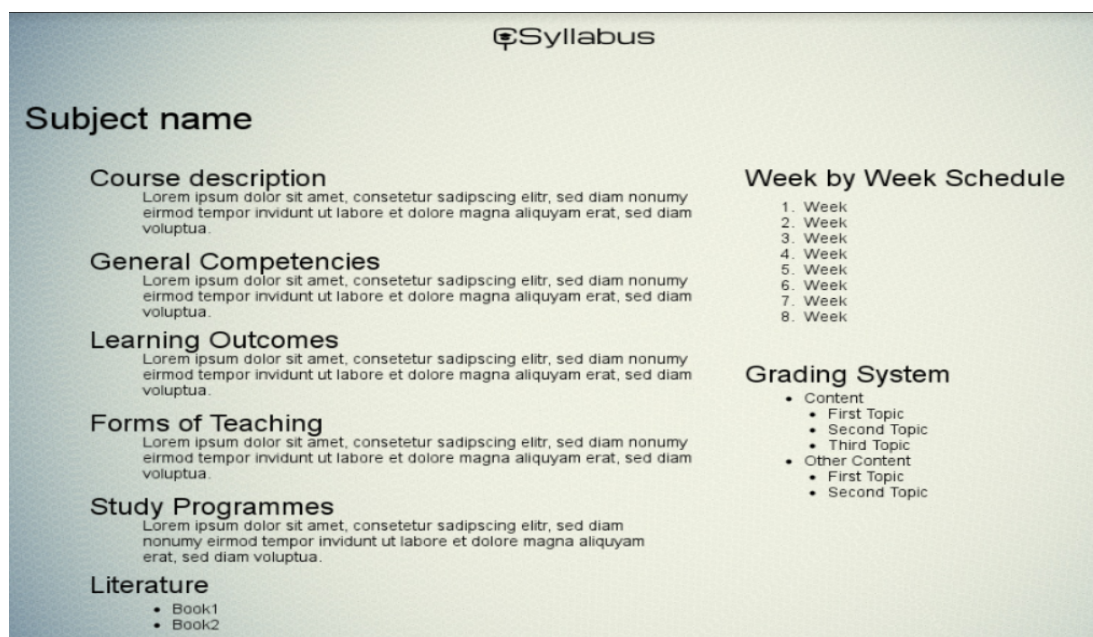 Syllabus
Subject name
Course description
Lorem ipsum dolor sit amet, consetetur sadipscing elitr, sed diam nonumy
eirmod tempor invidunt ut labore et dolore magna aliquyam erat, sed diam
voluptua.
General Competencies
Lorem ipsum dolor sit amet, consetetur sadipscing elitr, sed diam nonumy
eirmod tempor invidunt ut labore et dolore magna aliquyam erat, sed diam
voluptua.
Learning Outcomes
Lorem ipsum dolor sit amet, consetetur sadipscing elitr, sed diam nonumy
eirmod tempor invidunt ut labore et dolore magna aliquyam erat, sed diam
voluptua.
Forms of Teaching
Lorem ipsum dolor sit amet, consetetur sadipscing elitr, sed diam nonumy
eirmod tempor invidunt ut labore et dolore magna aliquyam erat, sed diam
voluptua.
Study Programmes
Lorem ipsum dolor sit amet, consetetur sadipscing elitr, sed diam
nonumy eirmod tempor invidunt ut labore et dolore magna aliquyam
erat, sed diam voluptua.
Literature
• Book1
• Book2
Week by Week Schedule
1. Week
2. Week
3. Week
4. Week
5. Week
6. Week
7. Week
8. Week
Grading System
• Content
• First Topic
• Second Topic
• Third Topic
• Other Content
• First Topic
• Second Topic